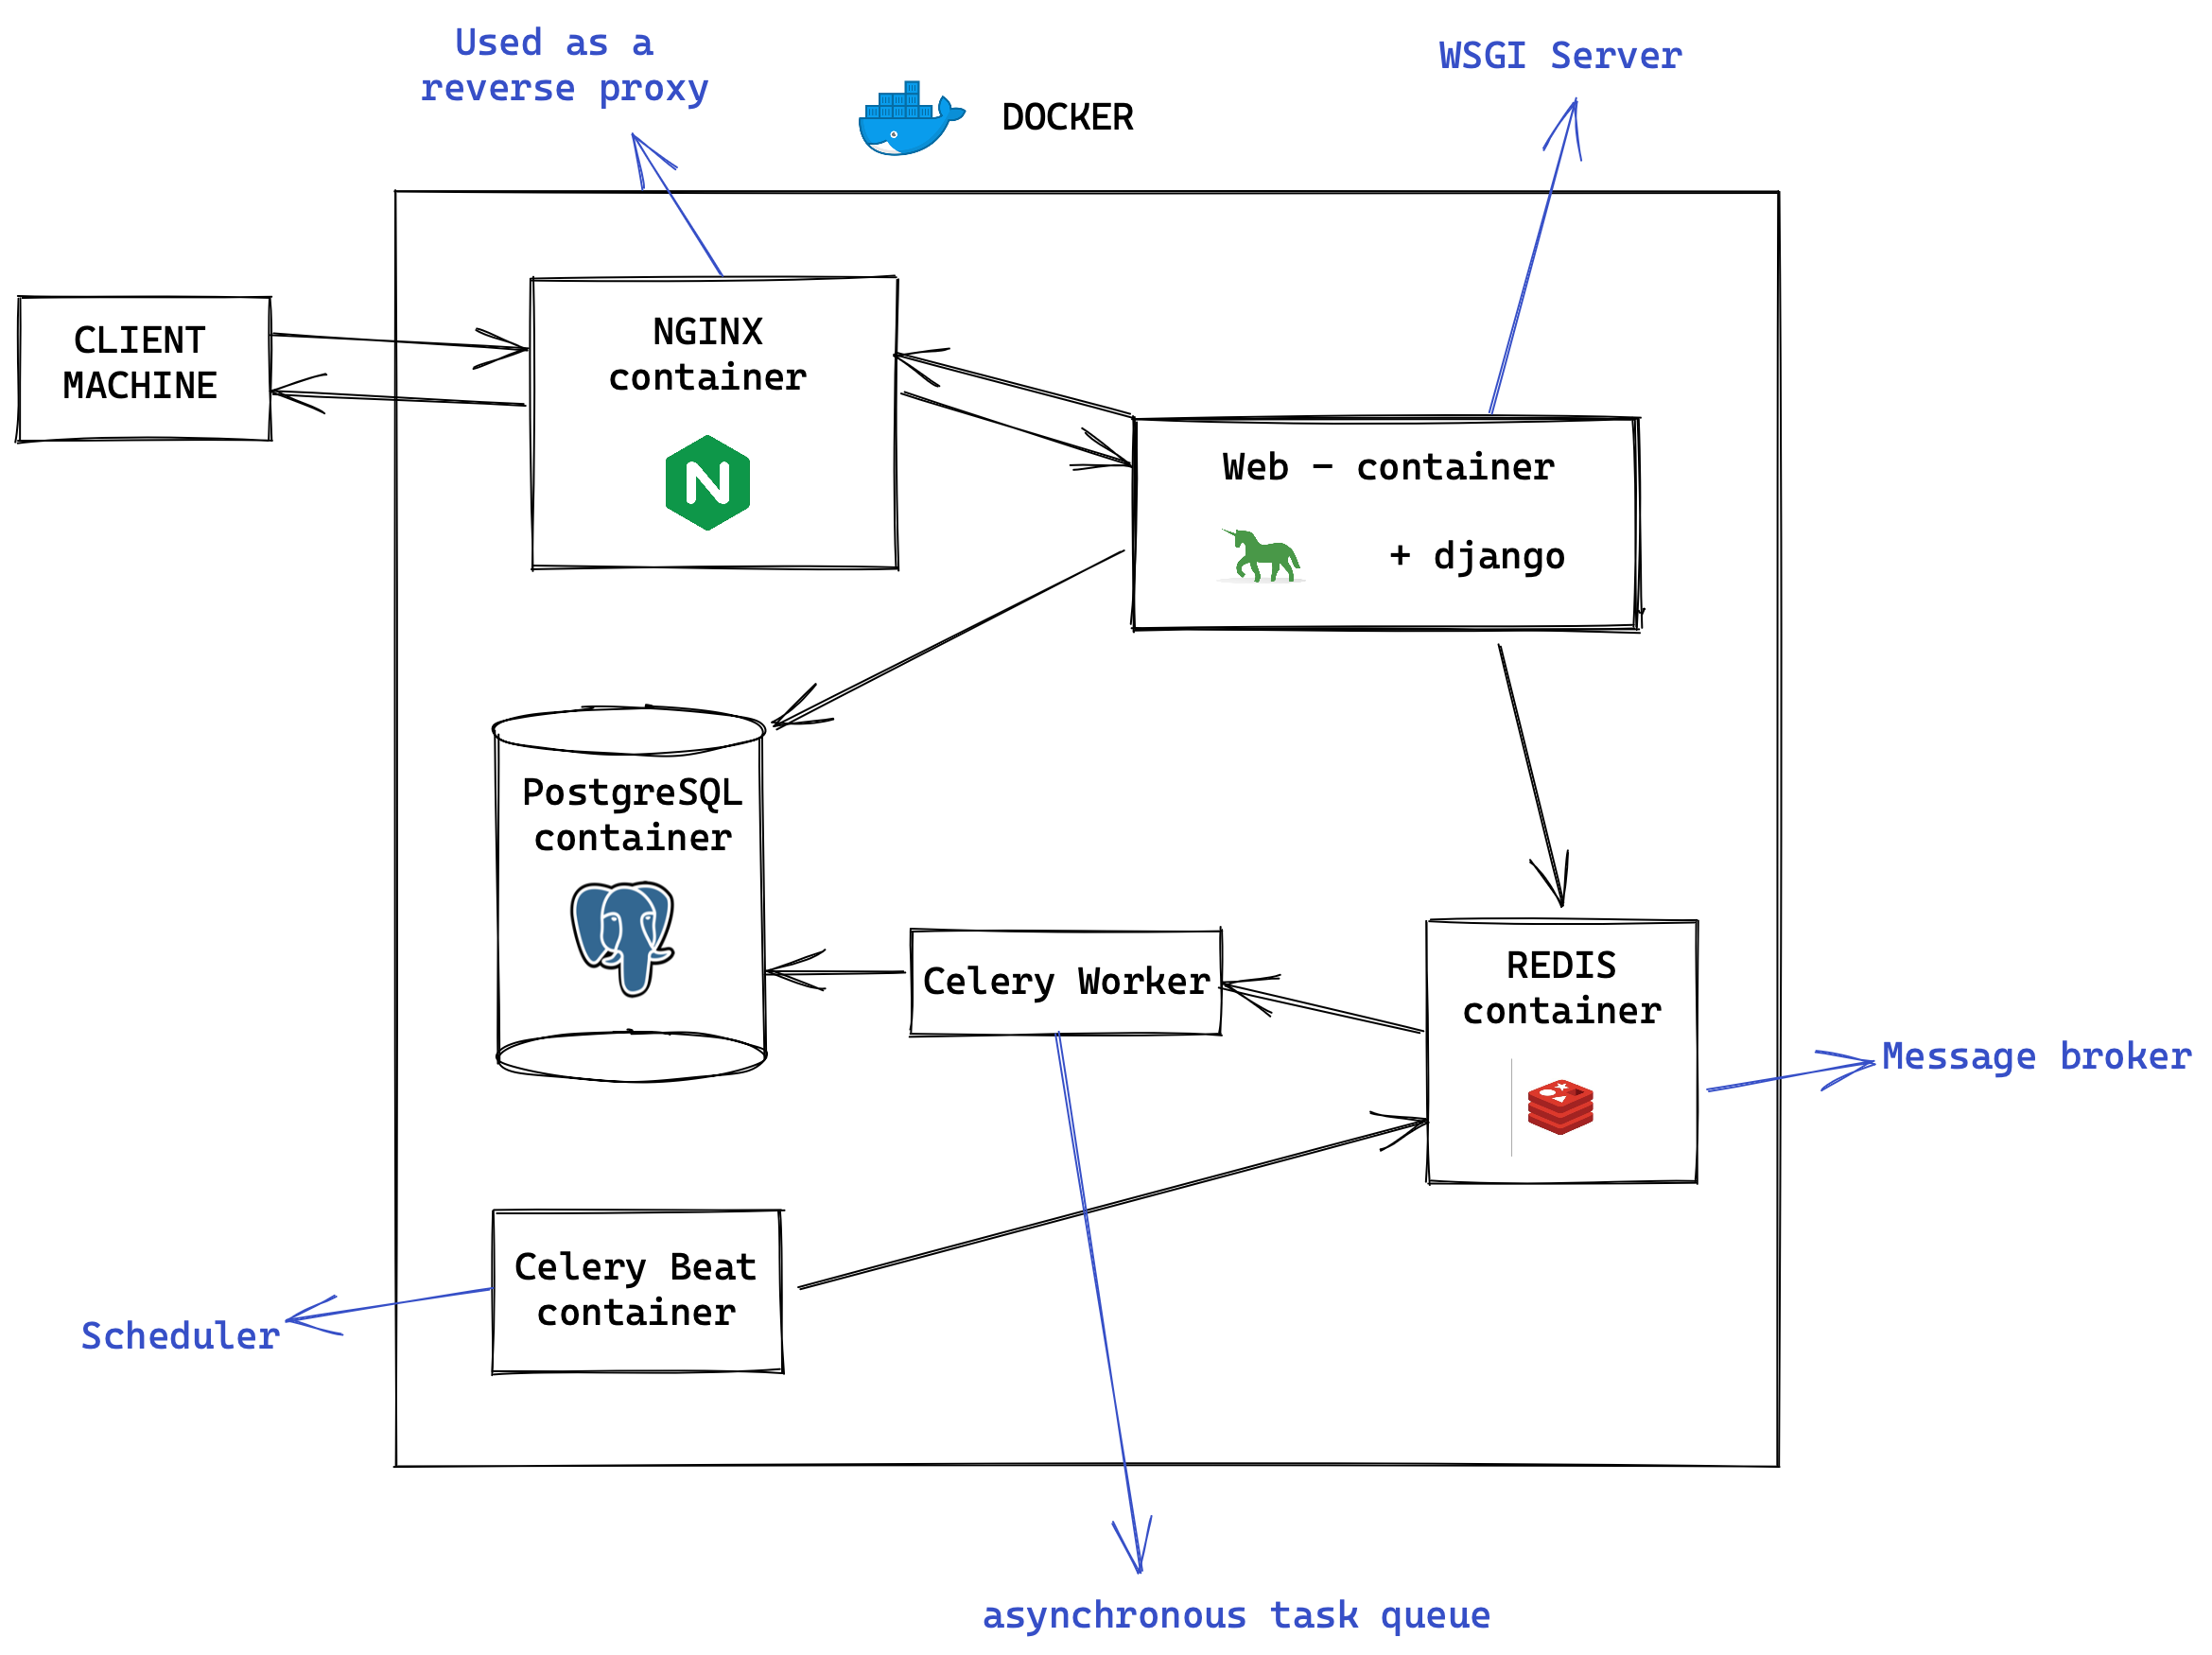 Used as a
reverse proxy
WSGI Server
DOCKER
CLIENT
MACHINE
NGINX
container
Web - container
+ django
PostgreSQL
container
Celery Worker
REDIS
container
Message broker
Celery Beat
container
Scheduler
asynchronous task queue